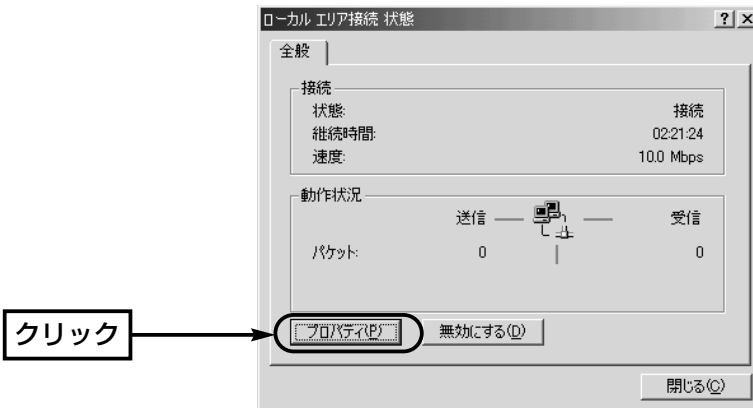 ローカル エリア接続 状態
全般
接続
状態: 接続
継続時間: 02:21:24
速度: 10.0 Mbps
動作状況
送信 受信
パケット: 0 0
クリック
プロパティ(P) 無効にする(D)
閉じる(C)